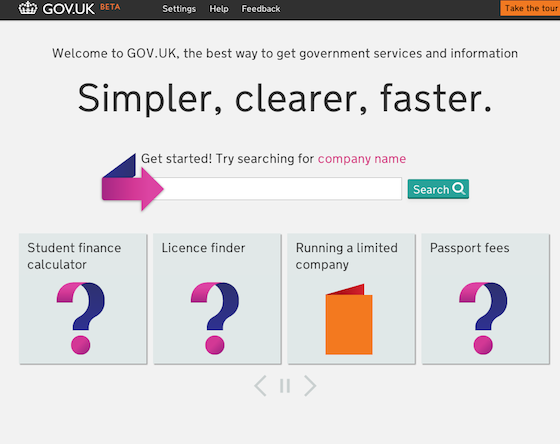 GOV.UK BETA Settings Help Feedback Take the tour
Welcome to GOV.UK, the best way to get government services and information
Simpler, clearer, faster.
Get started! Try searching for company name
Search
Student finance
calculator
Licence finder
Running a limited
company
Passport fees